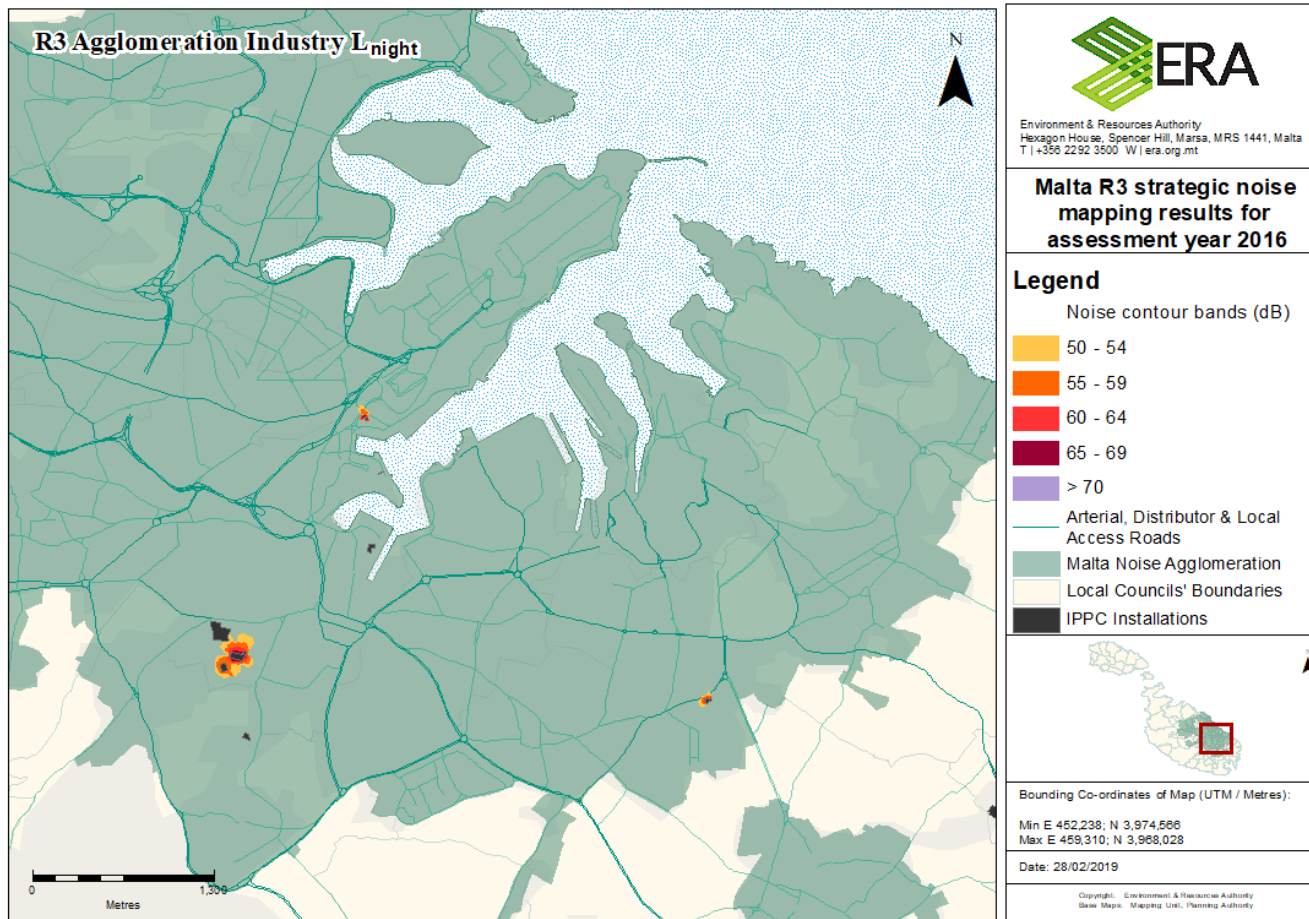 R3 Agglomeration Industry Lnight
N
0
1,300
Metres
ERA
Environment & Resources Authority
Hexagon House, Spencer Hill, Marsa, MRS 1441, Malta
T | +356 2292 3500 W | era.org.mt
Malta R3 strategic noise
mapping results for
assessment year 2016
Legend
Noise contour bands (dB)
50 - 54
55 - 59
60 - 64
65 - 69
> 70
Arterial, Distributor & Local
Access Roads
Malta Noise Agglomeration
Local Councils' Boundaries
IPPC Installations
Bounding Co-ordinates of Map (UTM / Metres):
Min E 452,238; N 3,974,566
Max E 459,310; N 3,968,028
Date: 28/02/2019
Copyright: Environment & Resources Authority
Base Maps: Mapping Unit, Planning Authority